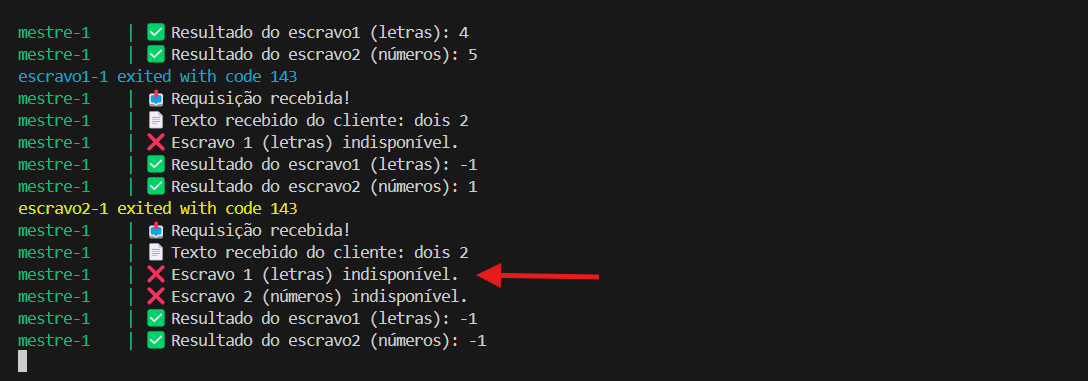 mestre-1    | ✅ Resultado do escravo1 (letras): 4
mestre-1    | ✅ Resultado do escravo2 (números): 5
escravo1-1 exited with code 143
mestre-1    | 📥 Requisição recebida!
mestre-1    | 📄 Texto recebido do cliente: dois 2
mestre-1    | ❌ Escravo 1 (letras) indisponível.
mestre-1    | ✅ Resultado do escravo1 (letras): -1
mestre-1    | ✅ Resultado do escravo2 (números): 1
escravo2-1 exited with code 143
mestre-1    | 📥 Requisição recebida!
mestre-1    | 📄 Texto recebido do cliente: dois 2
mestre-1    | ❌ Escravo 1 (letras) indisponível.
mestre-1    | ❌ Escravo 2 (números) indisponível.
mestre-1    | ✅ Resultado do escravo1 (letras): -1
mestre-1    | ✅ Resultado do escravo2 (números): -1